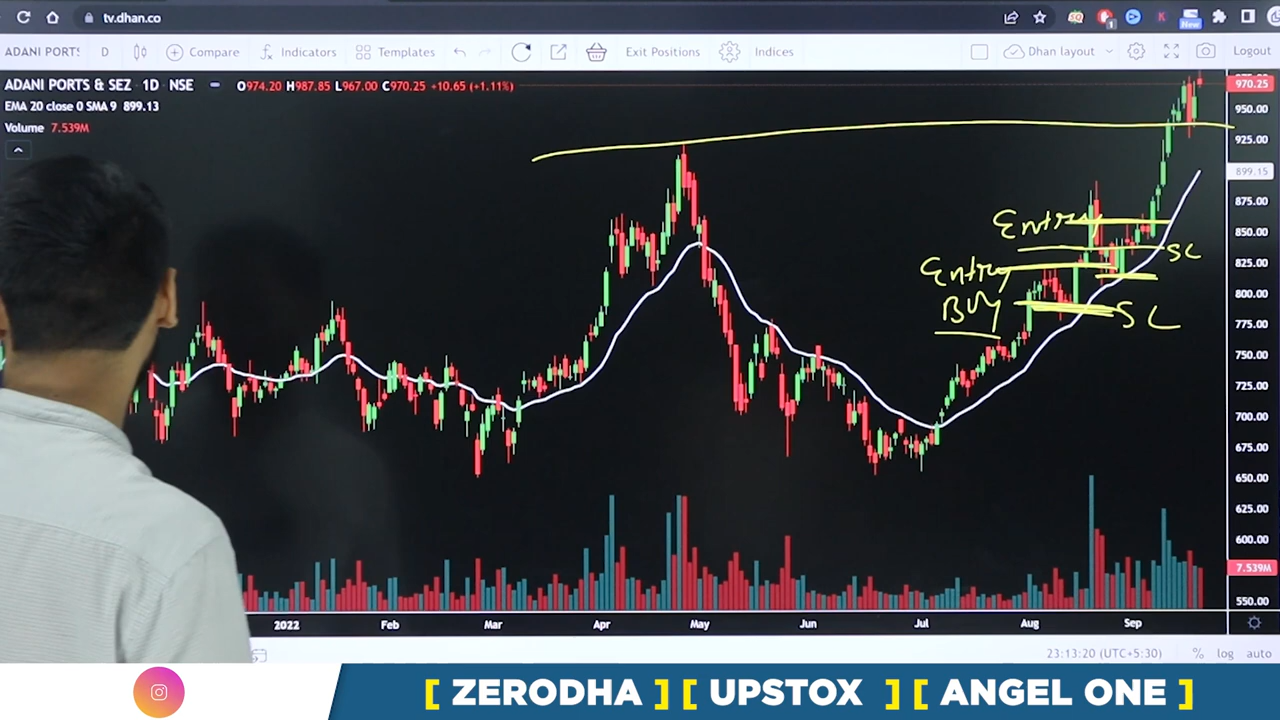 tv.dhan.co
New
1
ADANI PORTS D Compare Indicators Templates Exit Positions Indices Dhan layout Logout
ADANI PORTS & SEZ · 1D · NSE O974.20 H987.85 L967.00 C970.25 +10.65 (+1.11%)
EMA 20 close 0 SMA 9 899.13
Volume 7.539M
970.25
950.00
925.00
899.15
875.00
850.00
825.00
800.00
775.00
750.00
725.00
700.00
675.00
650.00
625.00
600.00
7.539M
550.00
Entry
SL
Entry
BUY
SL
2022 Feb Mar Apr May Jun Jul Aug Sep
23:13:20 (UTC+5:30) % log auto
[ ZERODHA ] [ UPSTOX ] [ ANGEL ONE ]